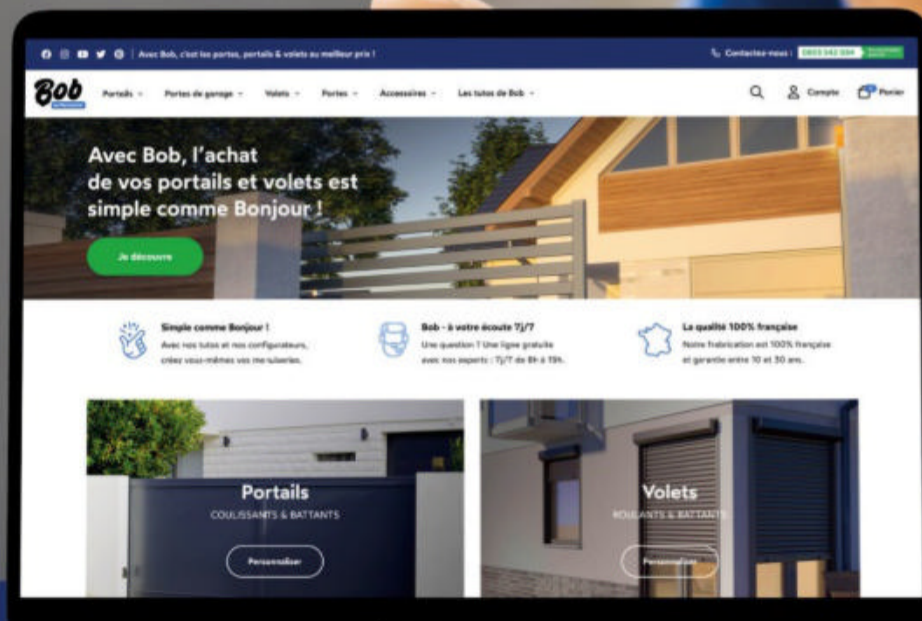 Avec Bob, c'est les portes, portails & volets au meilleur prix !
Contactez-nous :
Bob
Portails
Portes de garage
Volets
Portes
Accessoires
Les tutos de Bob
Compte
Panier
Avec Bob, l'achat
de vos portails et volets est
simple comme Bonjour !
Je découvre
Simple comme Bonjour !
Avec nos tutos et nos configurateurs,
créez vous-mêmes vos menuiseries.
Bob - à votre écoute 7j/7
Une question ? Une ligne gratuite
avec nos experts : 7j/7 de 8h à 19h.
La qualité 100% française
Notre frabrication est 100% française
et garantie entre 10 et 30 ans.
Portails
COULISSANTS & BATTANTS
Personnaliser
Volets
ROULANTS & BATTANTS
Personnaliser